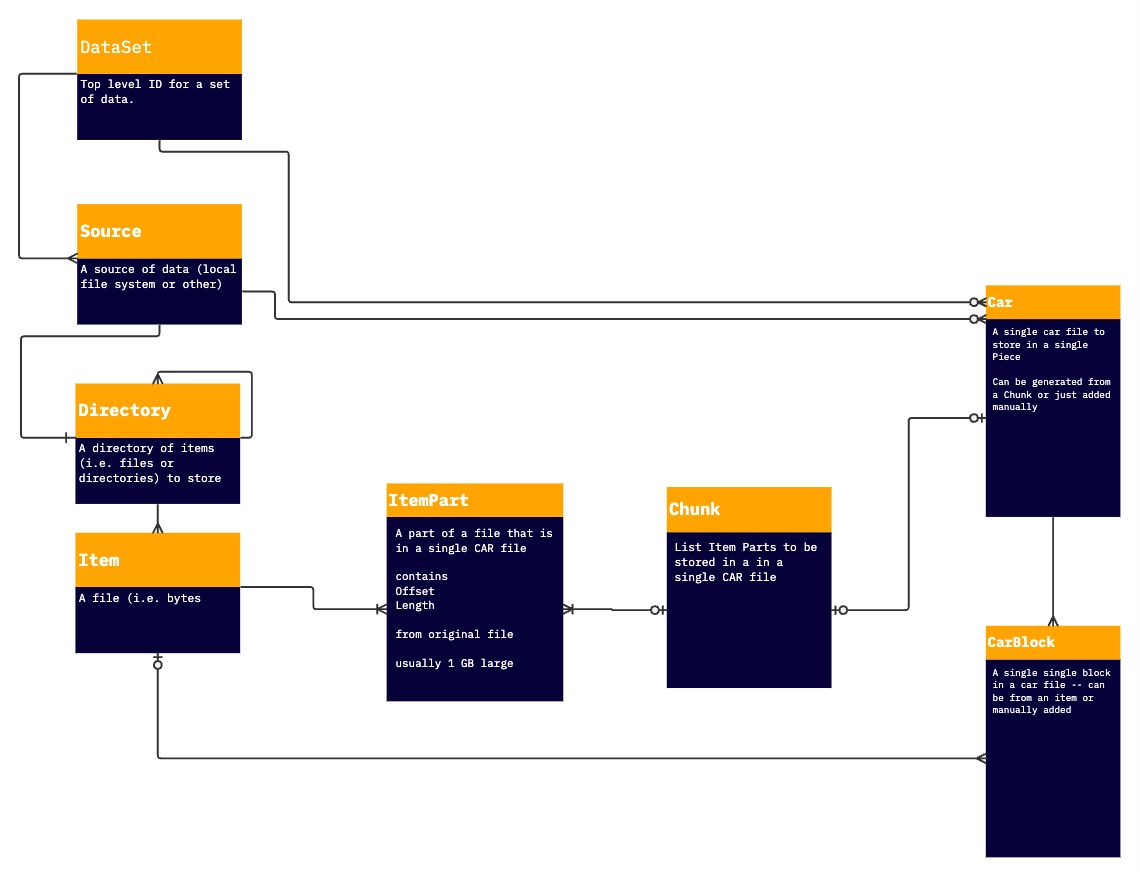 DataSet
Top level ID for a set
of data.
Source
A source of data (local
file system or other)
Directory
A directory of items
(i.e. files or
directories) to store
Item
A file (i.e. bytes
ItemPart
A part of a file that is
in a single CAR file
contains
Offset
Length
from original file
usually 1 GB large
Chunk
List Item Parts to be
stored in a in a
single CAR file
Car
A single car file to
store in a single
Piece
Can be generated from
a Chunk or just added
manually
CarBlock
A single single block
in a car file -- can
be from an item or
manually added